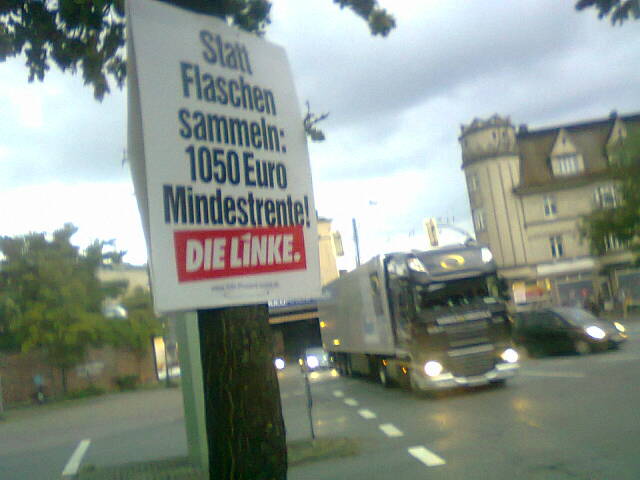 Statt
Flaschen
sammeln:
1050 Euro
Mindestrente!
DIE LINKE.